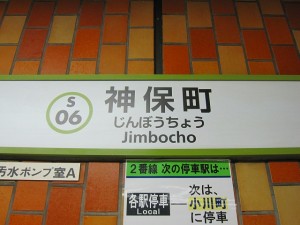 S
06
神保町
じんぼうちょう
Jimbocho
汚水ポンプ室A
2番線 次の停車駅は…
各駅停車
Local
次は、
小川町
に停車